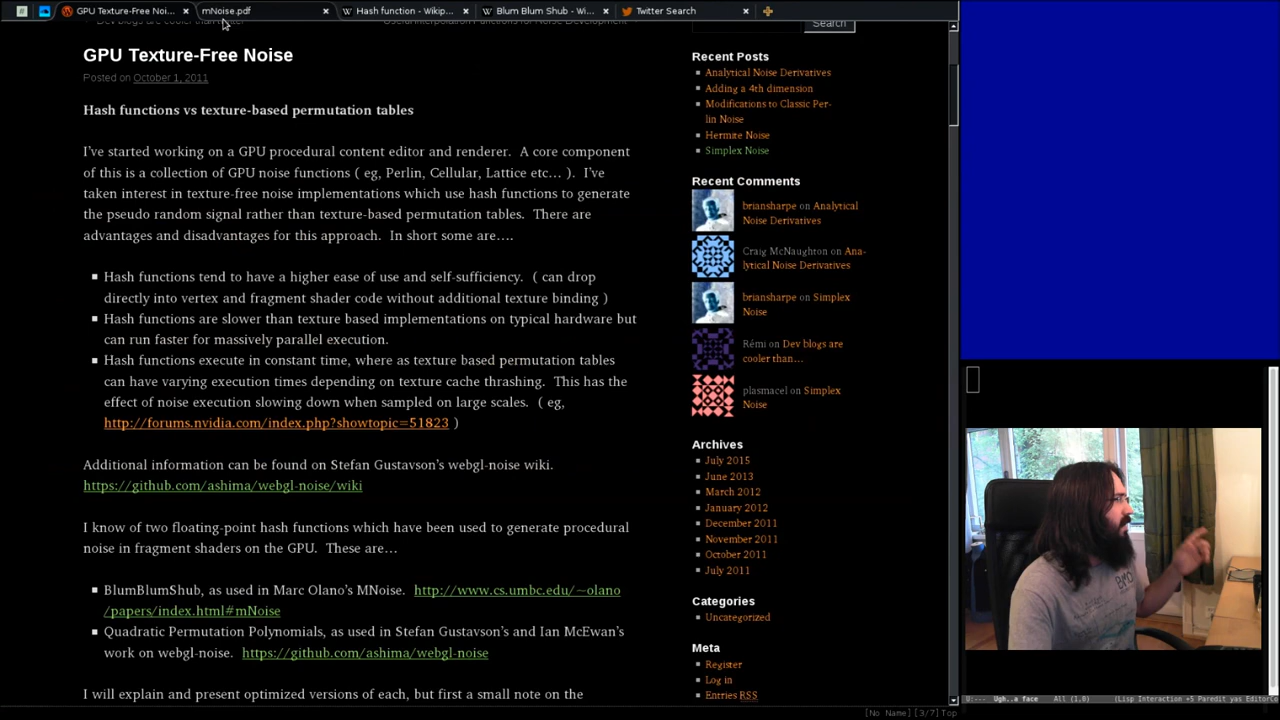 GPU Texture-Free Noi...
mNoise.pdf
Hash function - Wikip...
Blum Blum Shub - Wi...
Twitter Search
Dev blogs are cooler than
Useful Interpolation Functions for Noise Development
Search
GPU Texture-Free Noise
Posted on October 1, 2011
Hash functions vs texture-based permutation tables
I've started working on a GPU procedural content editor and renderer. A core component
of this is a collection of GPU noise functions ( eg, Perlin, Cellular, Lattice etc... ). I've
taken interest in texture-free noise implementations which use hash functions to generate
the pseudo random signal rather than texture-based permutation tables. There are
advantages and disadvantages for this approach. In short some are....
Hash functions tend to have a higher ease of use and self-sufficiency. ( can drop
directly into vertex and fragment shader code without additional texture binding )
Hash functions are slower than texture based implementations on typical hardware but
can run faster for massively parallel execution.
Hash functions execute in constant time, where as texture based permutation tables
can have varying execution times depending on texture cache thrashing. This has the
effect of noise execution slowing down when sampled on large scales. ( eg,
http://forums.nvidia.com/index.php?showtopic=51823 )
Additional information can be found on Stefan Gustavson's webgl-noise wiki.
https://github.com/ashima/webgl-noise/wiki
I know of two floating-point hash functions which have been used to generate procedural
noise in fragment shaders on the GPU. These are...
BlumBlumShub, as used in Marc Olano's MNoise. http://www.cs.umbc.edu/~olano
/papers/index.html#mNoise
Quadratic Permutation Polynomials, as used in Stefan Gustavson's and Ian McEwan's
work on webgl-noise. https://github.com/ashima/webgl-noise
I will explain and present optimized versions of each, but first a small note on the
Recent Posts
Analytical Noise Derivatives
Adding a 4th dimension
Modifications to Classic Per-
lin Noise
Hermite Noise
Simplex Noise
Recent Comments
briansharpe on Analytical
Noise Derivatives
Craig McNaughton on Ana-
lytical Noise Derivatives
briansharpe on Simplex
Noise
Rémi on Dev blogs are
cooler than...
plasmacel on Simplex
Noise
Archives
July 2015
June 2013
March 2012
January 2012
December 2011
November 2011
October 2011
July 2011
Categories
Uncategorized
Meta
Register
Log in
Entries RSS
[No Name] [3/7] Top
U:--- Ugh..a face All (1,0) (Lisp Interaction +5 Paredit yas EditorCo